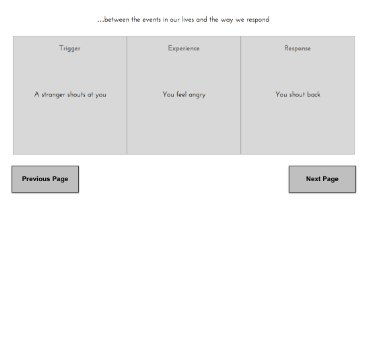 ...between the events in our lives and the way we respond
Trigger
Experience
Response
A stranger shouts at you
You feel angry
You shout back
Previous Page
Next Page